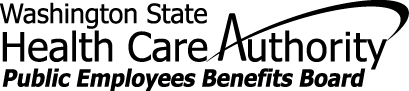 Washington State
Health Care Authority
Public Employees Benefits Board